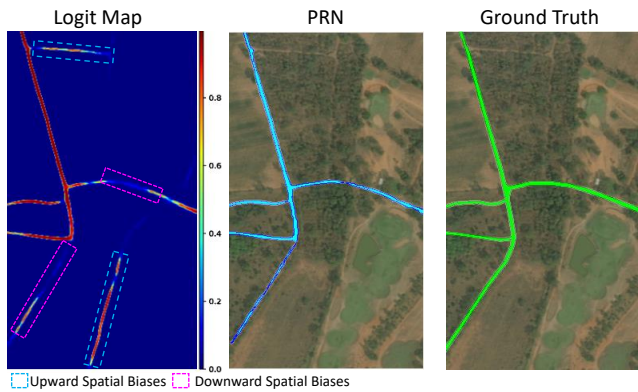 Logit Map
PRN
Ground Truth
0.8
0.6
0.4
0.2
0.0
Upward Spatial Biases
Downward Spatial Biases